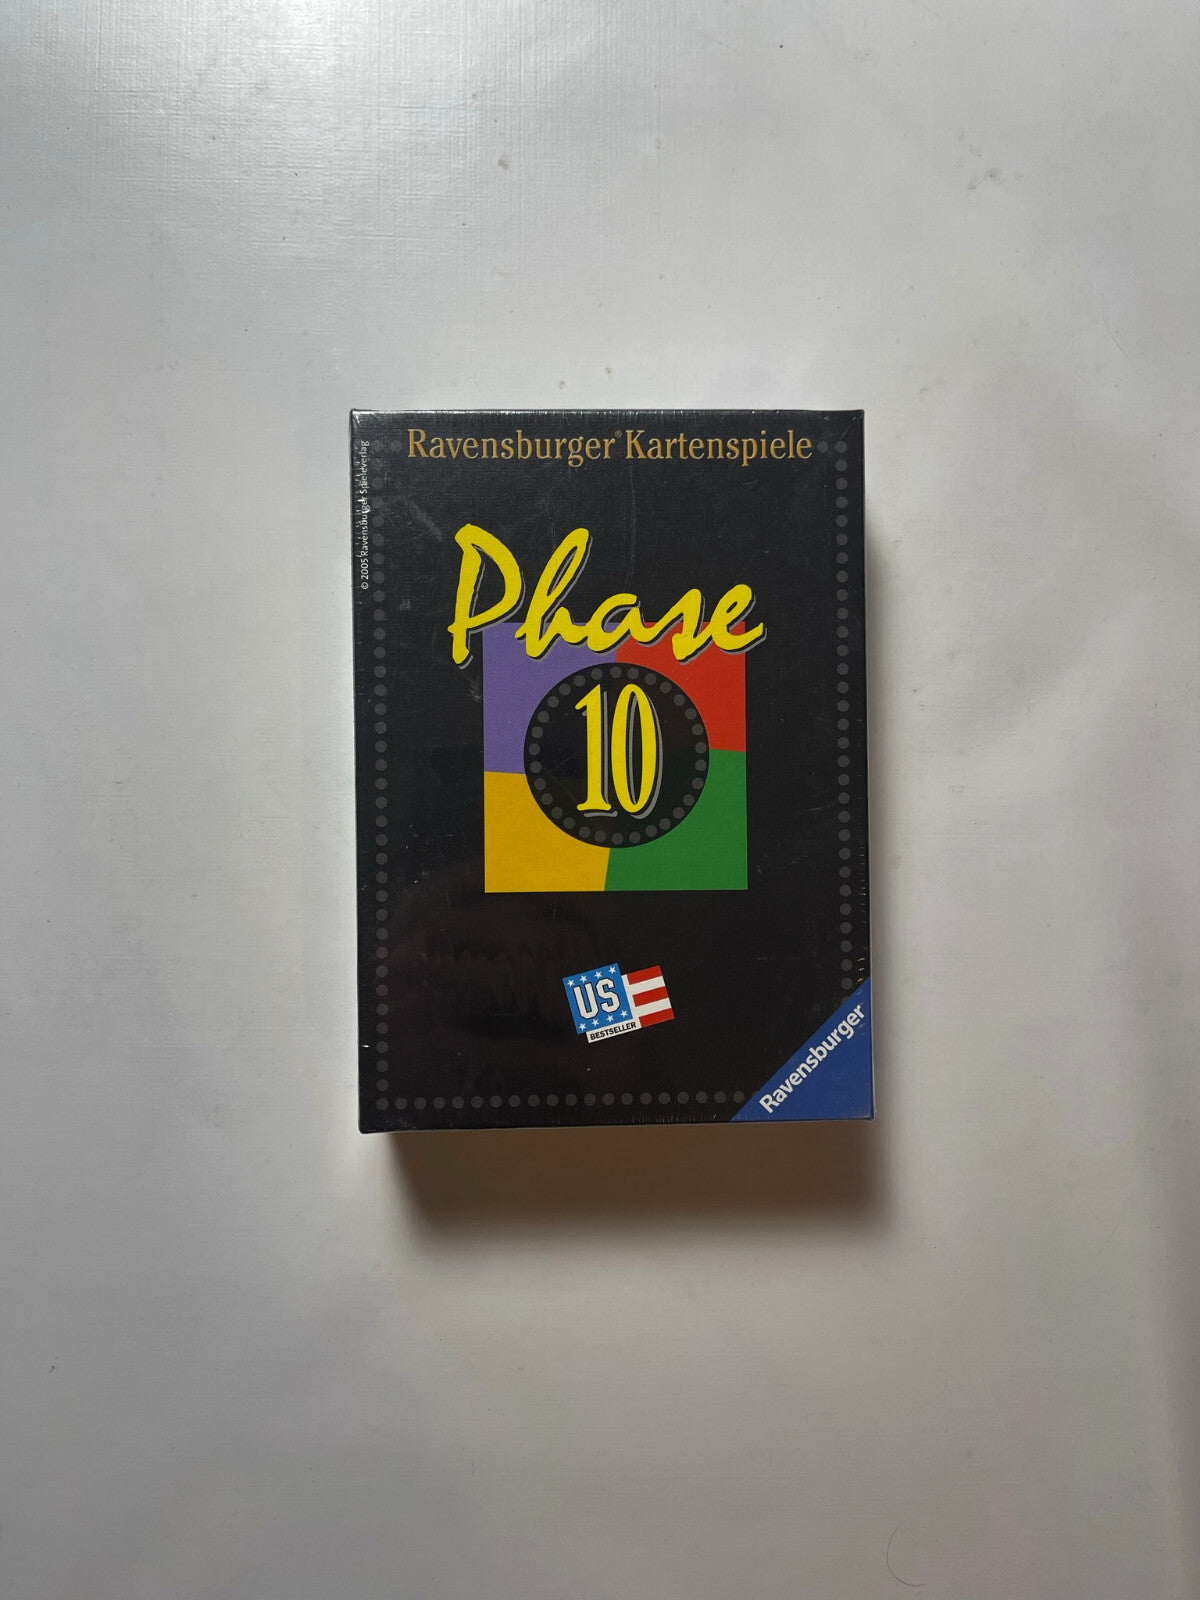 Ravensburger® Kartenspiele
© 2005 Ravensburger Spieleverlag
Phase
10
US
BESTSELLER
Ravensburger